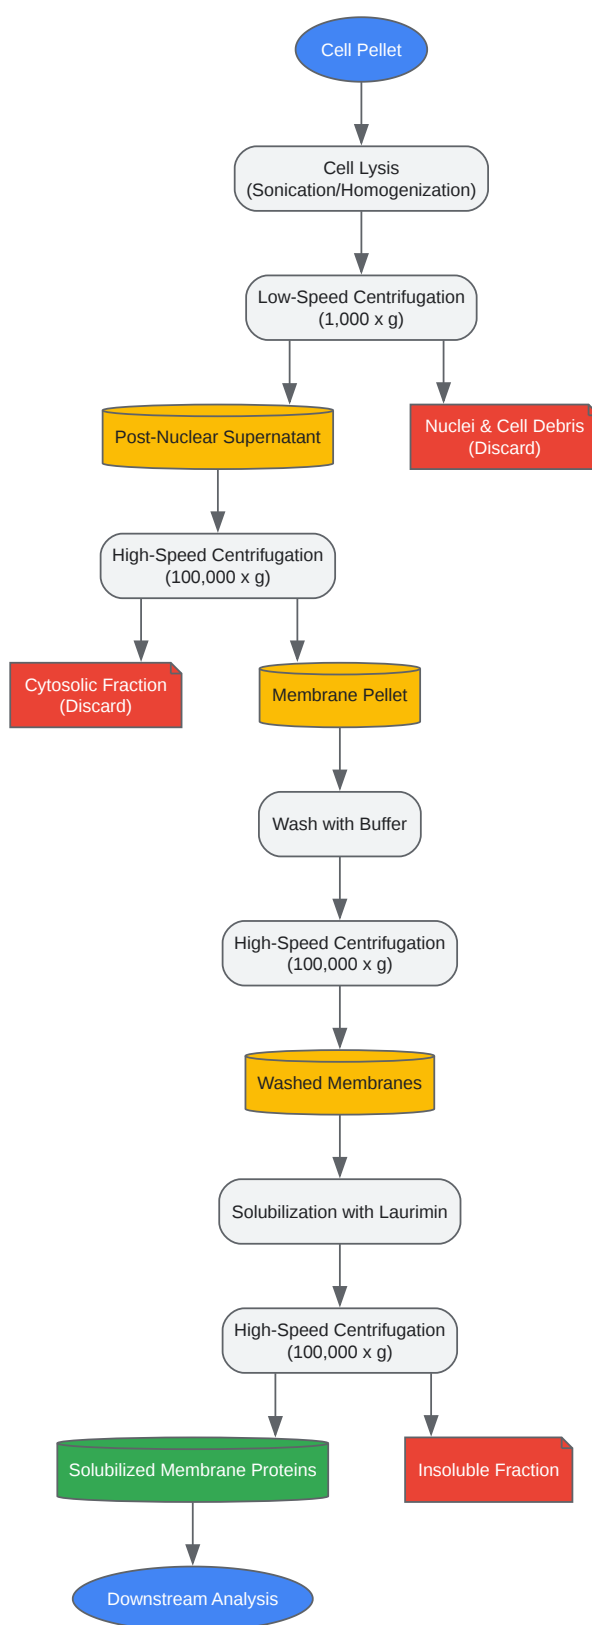 Cell Pellet
Cell Lysis
(Sonication/Homogenization)
Low-Speed Centrifugation
(1,000 x g)
Post-Nuclear Supernatant
Nuclei & Cell Debris
(Discard)
High-Speed Centrifugation
(100,000 x g)
Cytosolic Fraction
(Discard)
Membrane Pellet
Wash with Buffer
High-Speed Centrifugation
(100,000 x g)
Washed Membranes
Solubilization with Laurimin
High-Speed Centrifugation
(100,000 x g)
Solubilized Membrane Proteins
Insoluble Fraction
Downstream Analysis